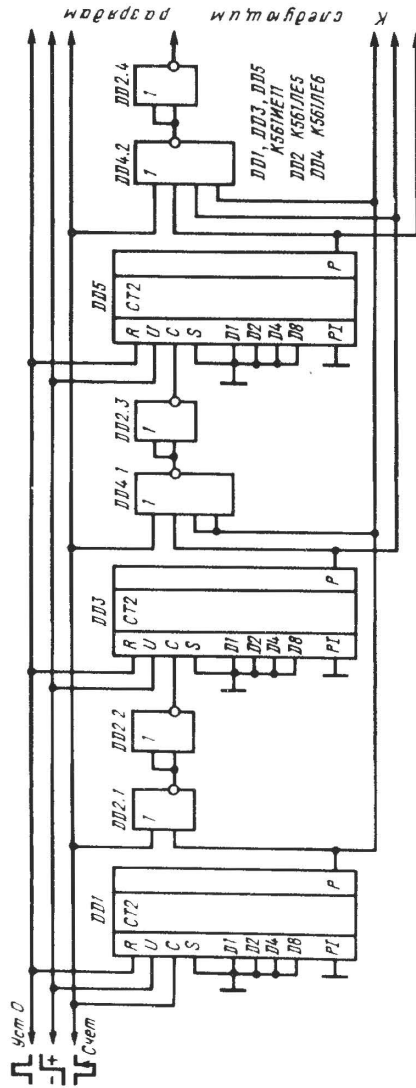 Уст 0
- +
Счет
DD1
R
U
C
S
D1
D2
D4
D8
PI
CT2
P
DD2.1
1
DD2.2
1
DD3
R
U
C
S
D1
D2
D4
D8
PI
CT2
P
DD4.1
1
DD2.3
1
DD5
R
U
C
S
D1
D2
D4
D8
PI
CT2
P
DD4.2
1
DD2.4
1
DD1, DD3, DD5
К561ИЕ11
DD2 К561ЛЕ5
DD4 К561ЛЕ6
К следующим разрядам